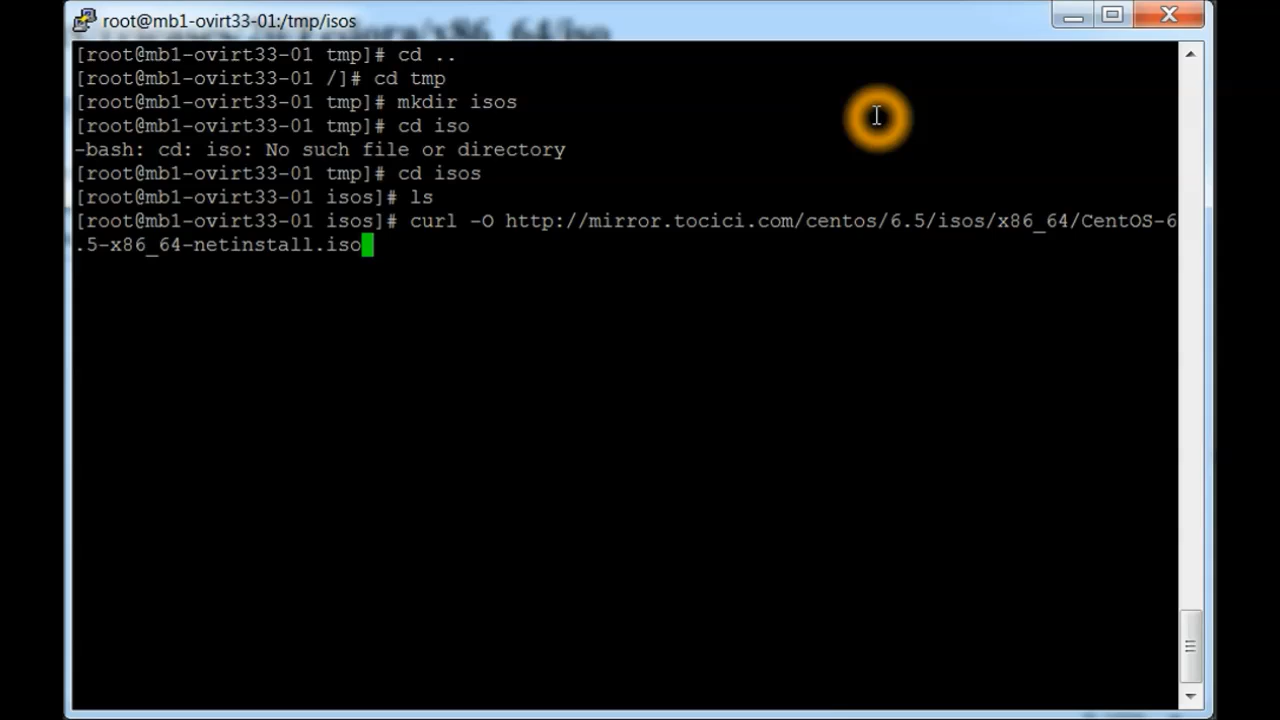 root@mb1-ovirt33-01:/tmp/isos
[root@mb1-ovirt33-01 tmp]# cd ..
[root@mb1-ovirt33-01 /]# cd tmp
[root@mb1-ovirt33-01 tmp]# mkdir isos
[root@mb1-ovirt33-01 tmp]# cd iso
-bash: cd: iso: No such file or directory
[root@mb1-ovirt33-01 tmp]# cd isos
[root@mb1-ovirt33-01 isos]# ls
[root@mb1-ovirt33-01 isos]# curl -O http://mirror.tocici.com/centos/6.5/isos/x86_64/CentOS-6
.5-x86_64-netinstall.iso